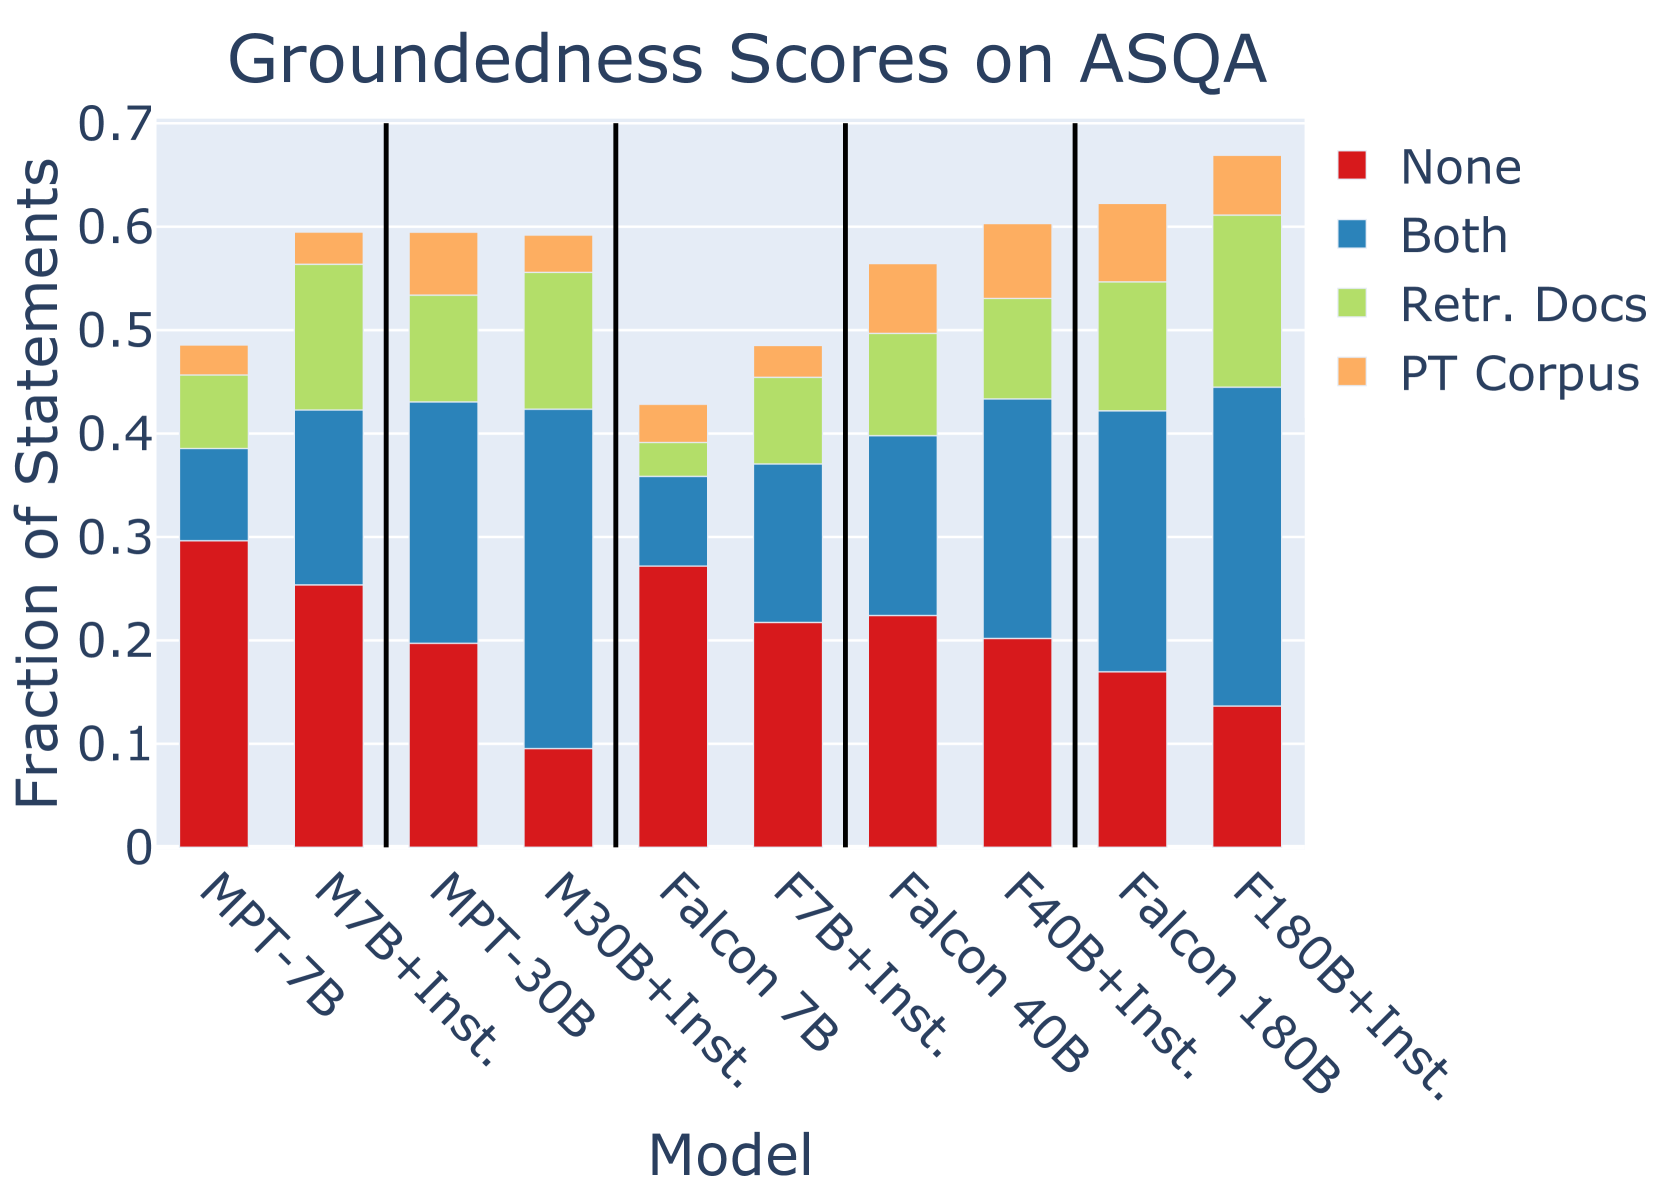 Groundedness Scores on ASQA
Fraction of Statements
0.7
0.6
0.5
0.4
0.3
0.2
0.1
0
None
Both
Retr. Docs
PT Corpus
MPT-7B
M7B+Inst.
MPT-30B
M30B+Inst.
Falcon 7B
F7B+Inst.
Falcon 40B
F40B+Inst.
Falcon 180B
F180B+Inst.
Model